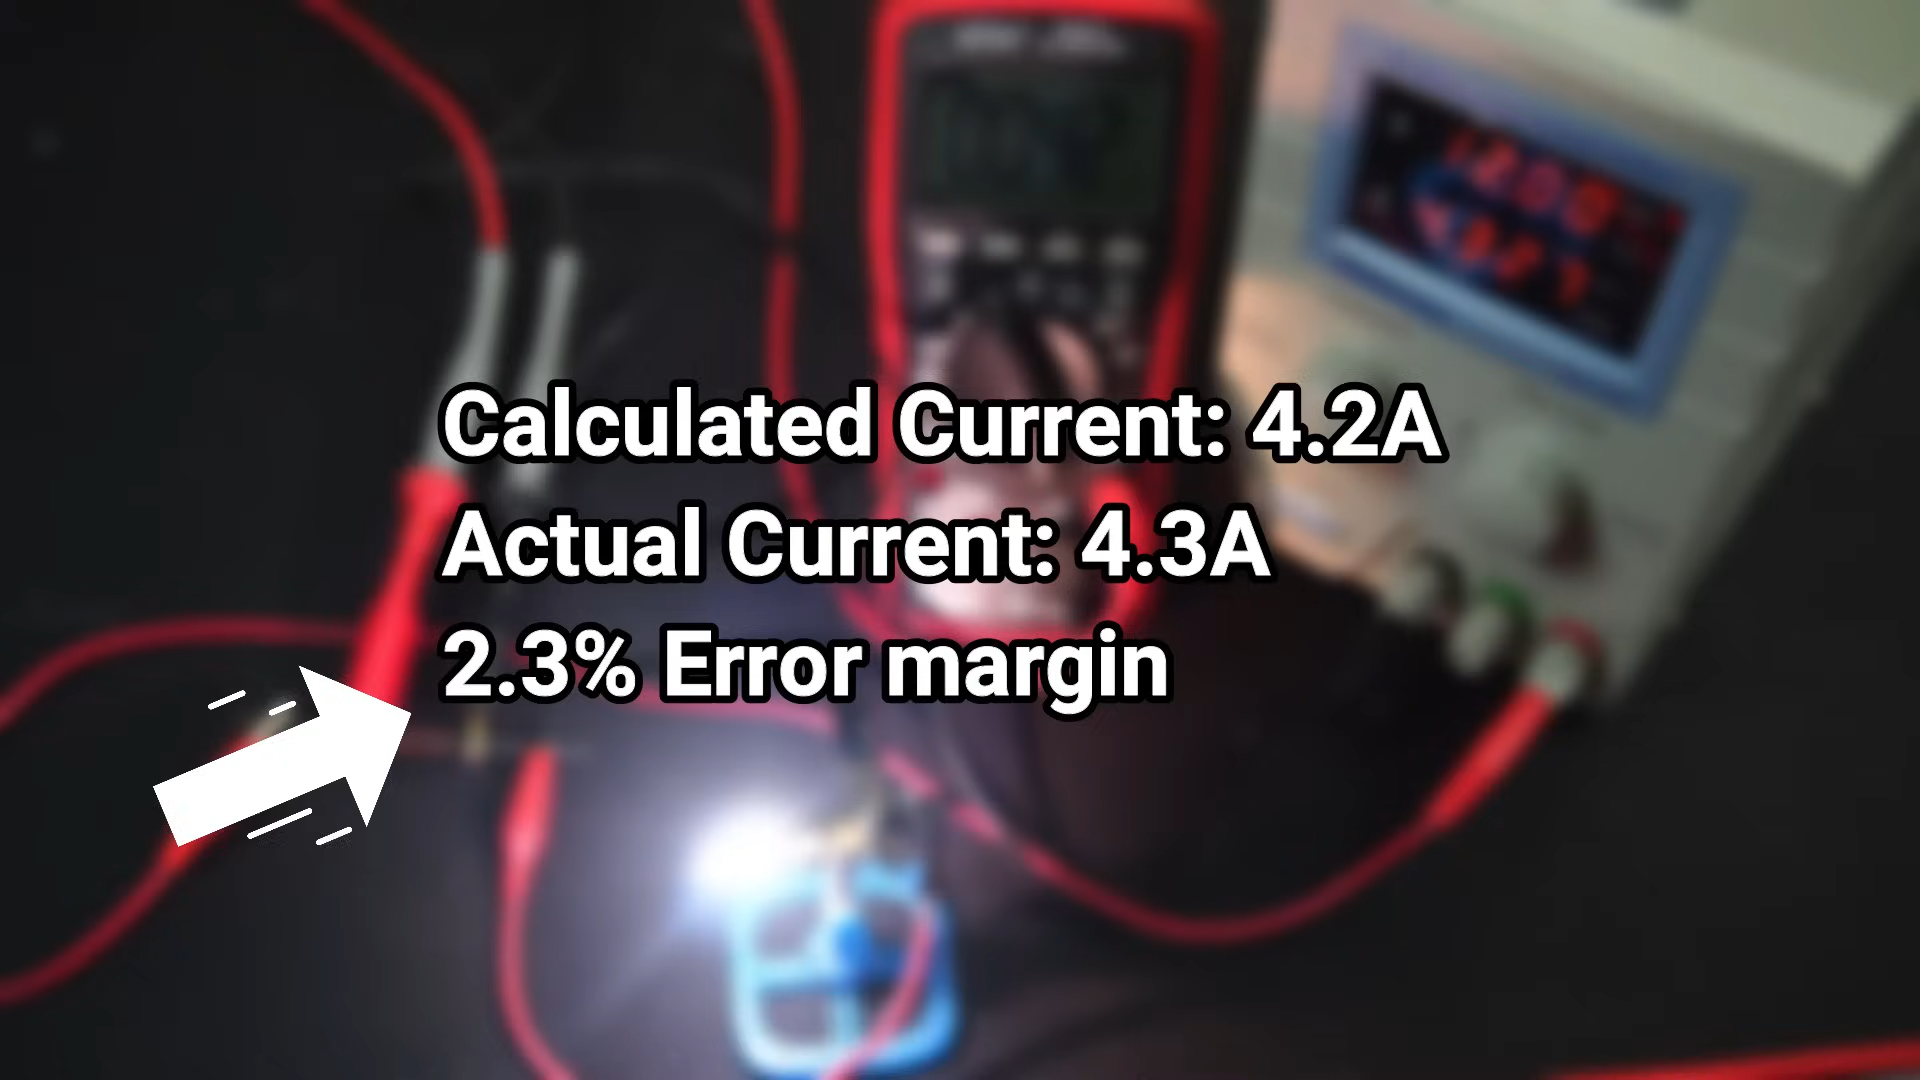 Calculated Current: 4.2A
Actual Current: 4.3A
2.3% Error margin